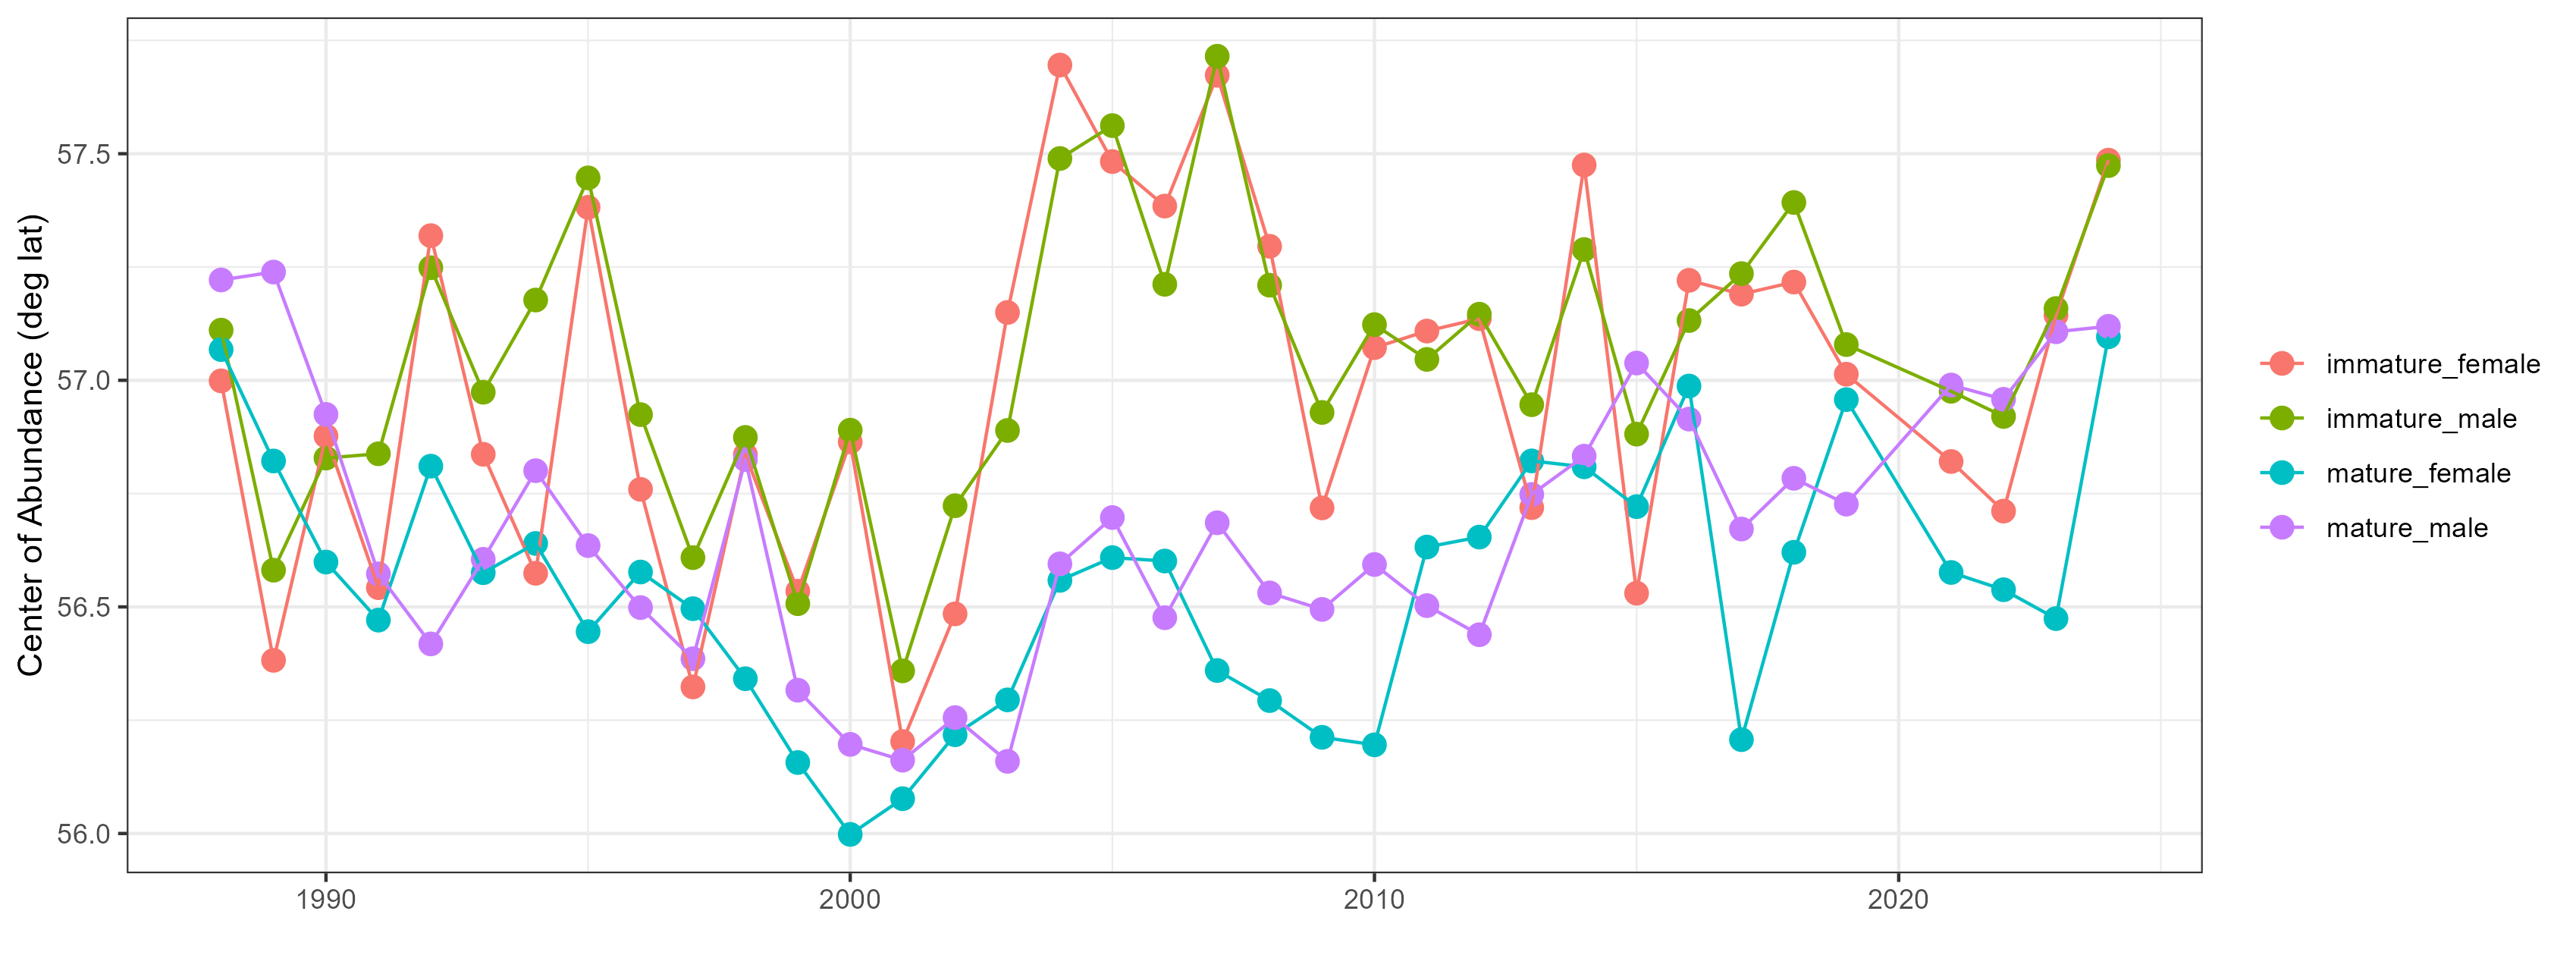 Center of Abundance (deg lat)
57.5
57.0
56.5
56.0
1990
2000
2010
2020
immature_female
immature_male
mature_female
mature_male